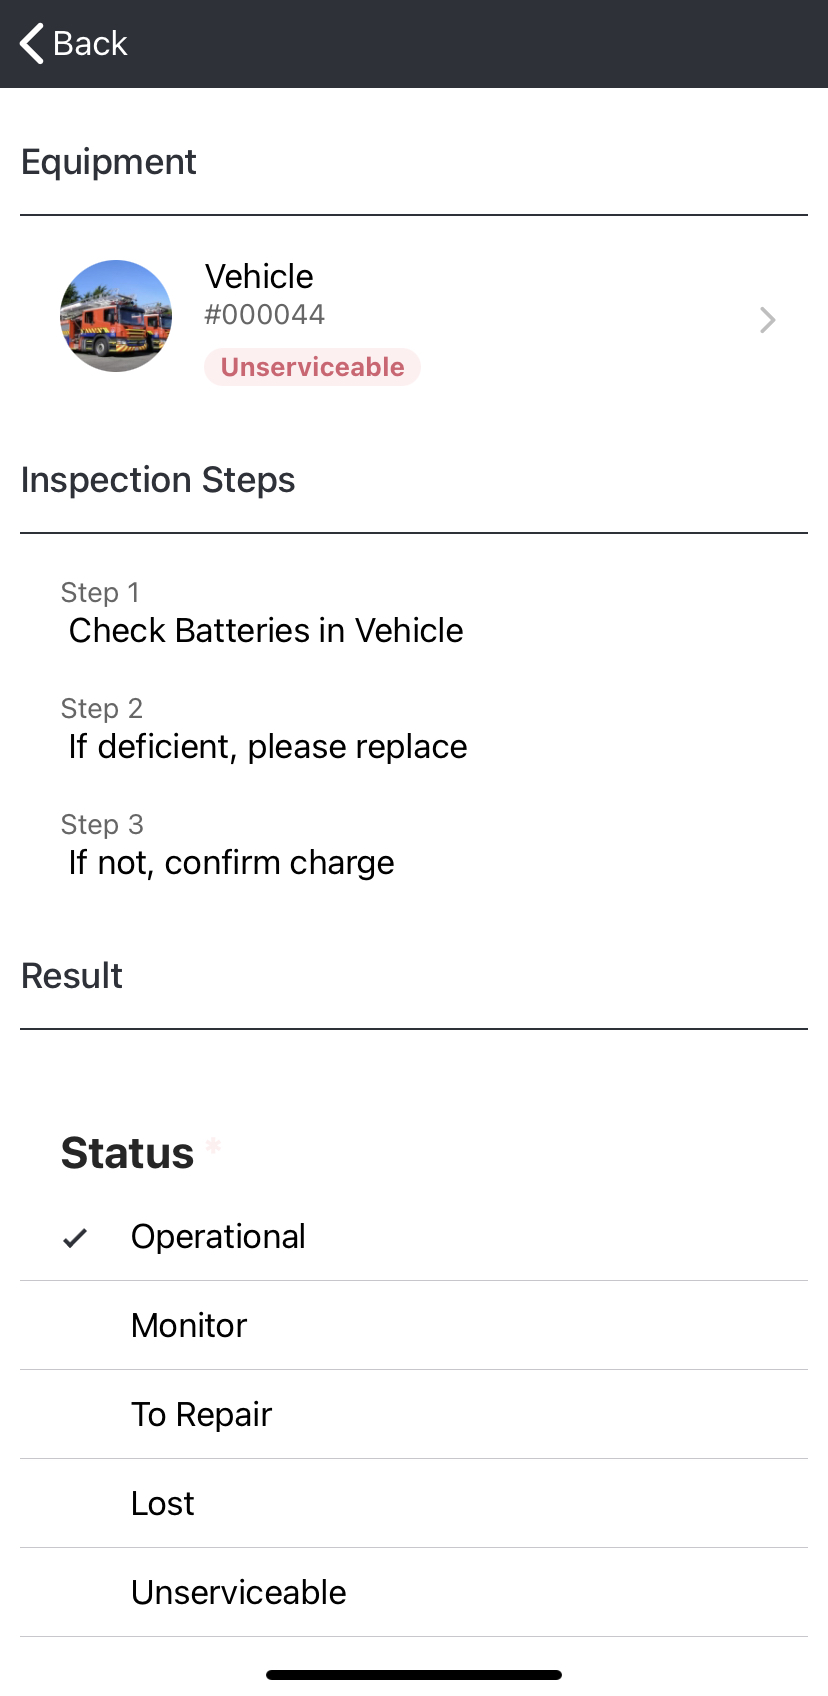 Back
Equipment
Vehicle
#000044
Unserviceable
Inspection Steps
Step 1
Check Batteries in Vehicle
Step 2
If deficient, please replace
Step 3
If not, confirm charge
Result
Status *
Operational
Monitor
To Repair
Lost
Unserviceable